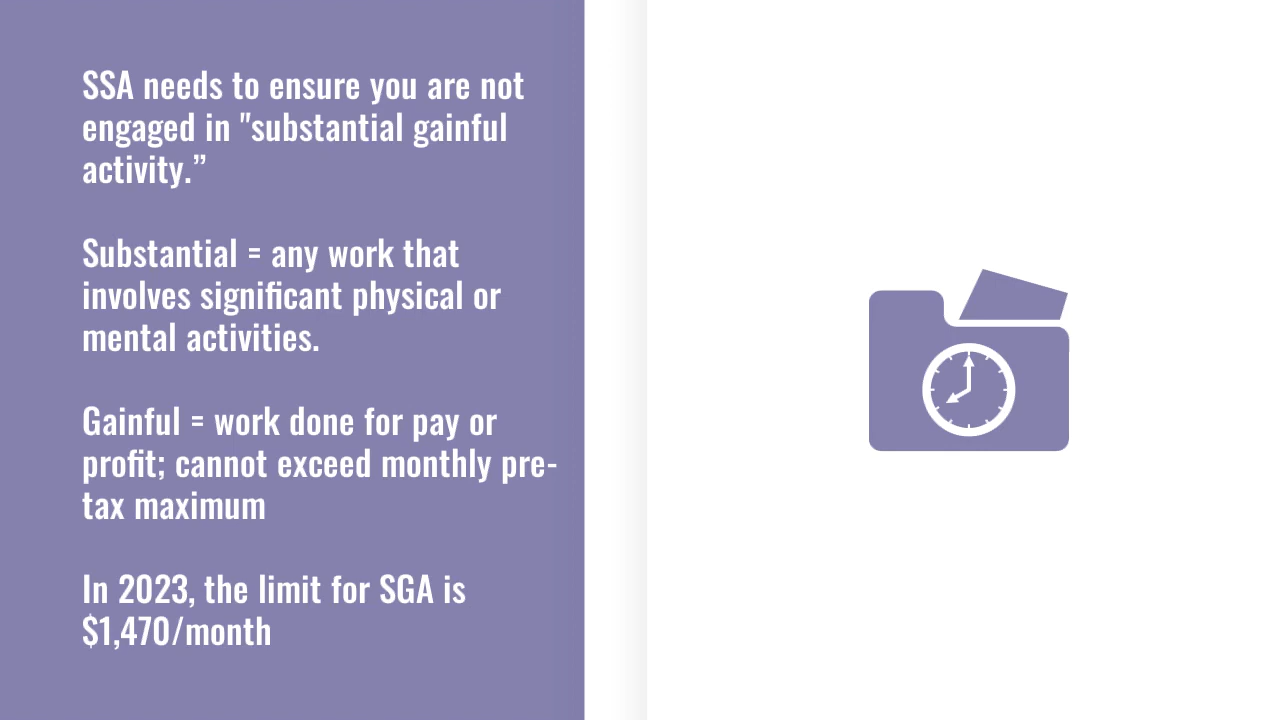 SSA needs to ensure you are not
engaged in "substantial gainful
activity.”
Substantial = any work that
involves significant physical or
mental activities.
Gainful = work done for pay or
profit; cannot exceed monthly pre-
tax maximum
In 2023, the limit for SGA is
$1,470/month